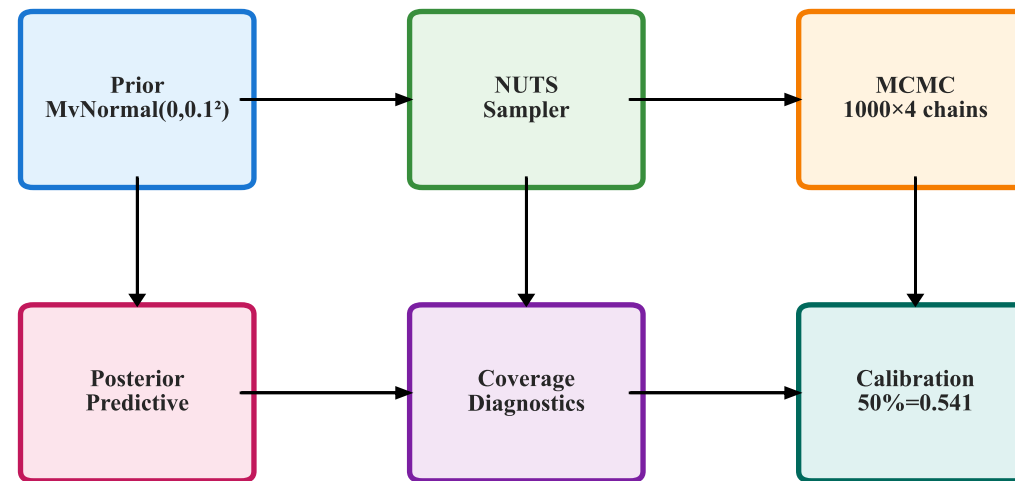 Prior
MvNormal(0,0.1²)
NUTS
Sampler
MCMC
1000×4 chains
Posterior
Predictive
Coverage
Diagnostics
Calibration
50%=0.541